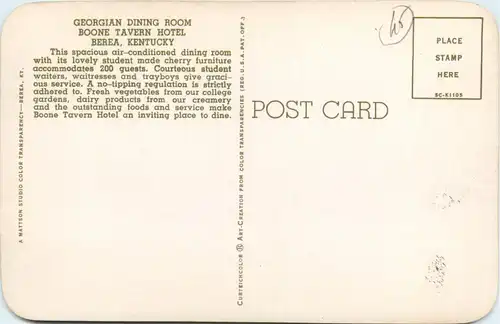 GEORGIAN DINING ROOM
BOONE TAVERN HOTEL
BEREA, KENTUCKY
This spacious air-conditioned dining room
with its lovely student made cherry furniture
accommodates 200 guests. Courteous student
waiters, waitresses and trayboys give graci-
ous service. A no-tipping regulation is strictly
adhered to. Fresh vegetables from our college
gardens, dairy products from our creamery
and the outstanding foods and service make
Boone Tavern Hotel an inviting place to dine.
A MATTSON STUDIO COLOR TRANSPARENCY—BEREA, KY.
CURTEICHCOLOR ® ART-CREATION FROM COLOR TRANSPARENCIES (REG. U.S.A. PAT. OFF.)
POST CARD
PLACE
STAMP
HERE
SC-K1105